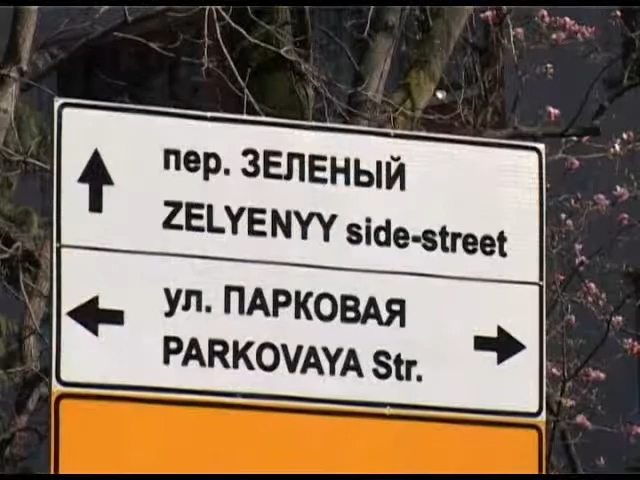 пер. ЗЕЛЕНЫЙ
ZELYENYY side-street
ул. ПАРКОВАЯ
PARKOVAYA Str.